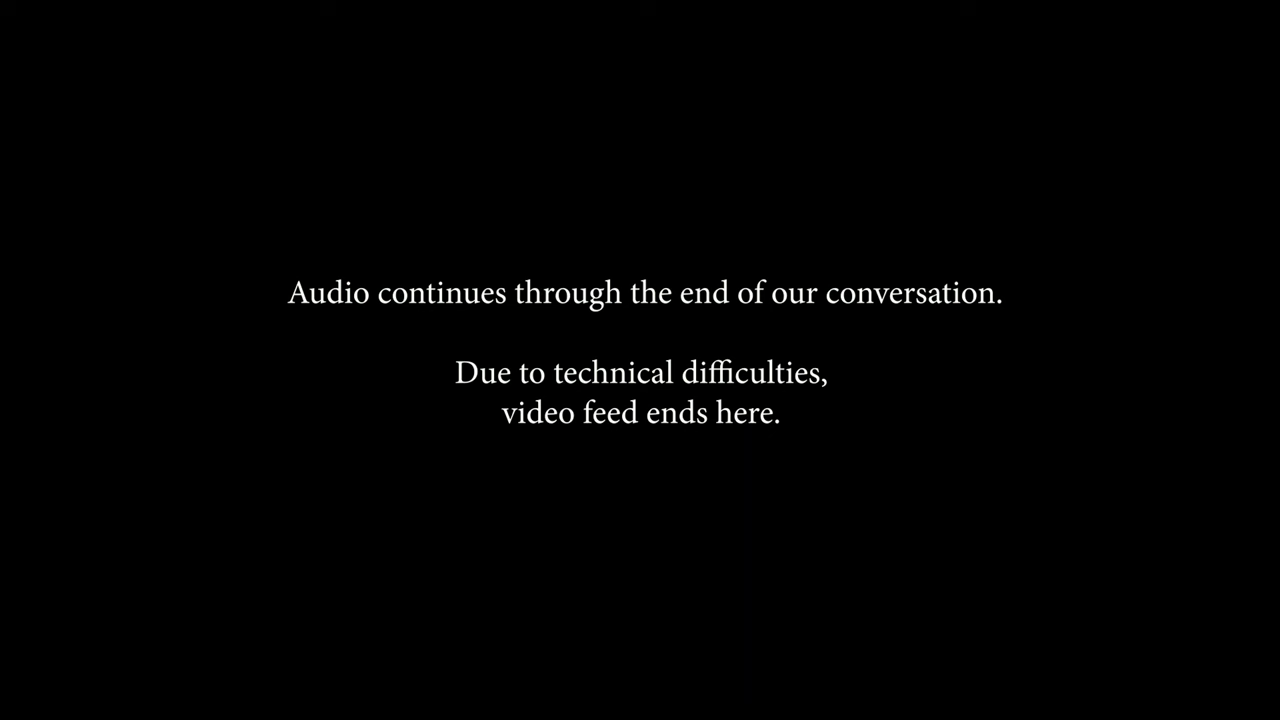 Audio continues through the end of our conversation.
Due to technical difficulties,
video feed ends here.